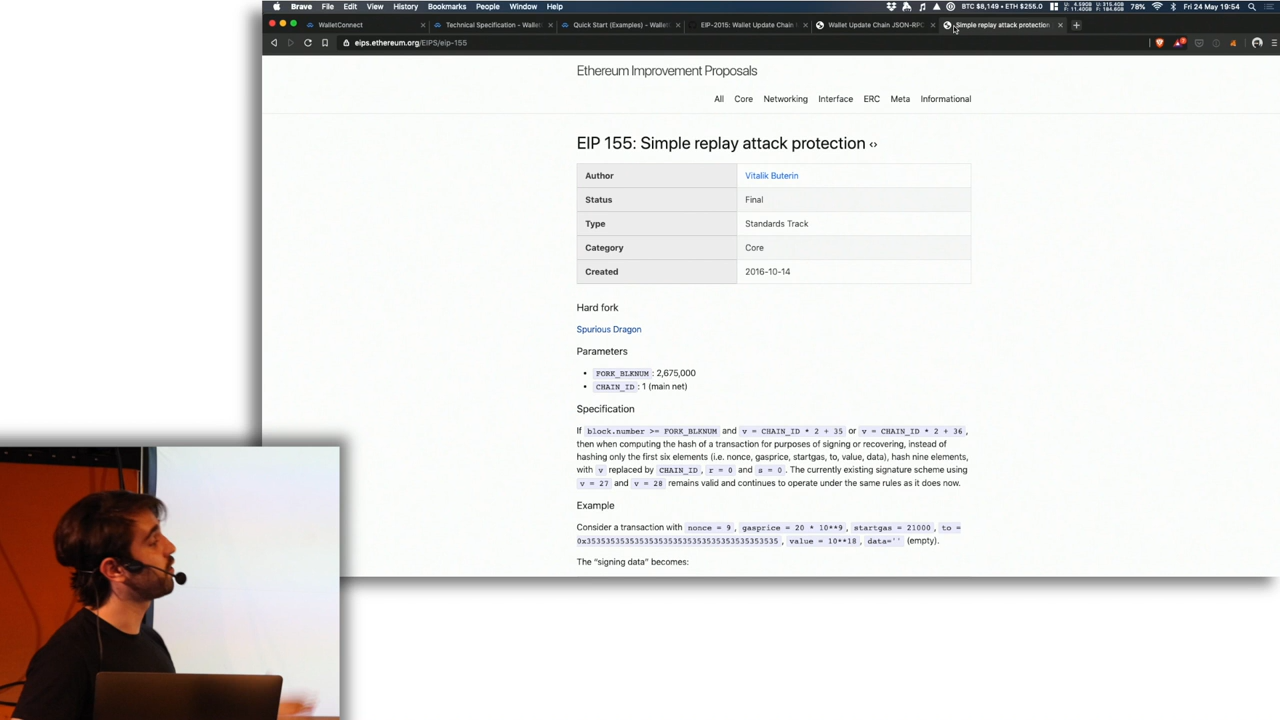 Brave File Edit View History Bookmarks People Window Help BTC $8,149 • ETH $255.0 78% Fri 24 May 19:54
WalletConnect × Technical Specification - Wallet × Quick Start (Examples) - Wallet × EIP-2015: Wallet Update Chain × Wallet Update Chain JSON-RPC × Simple replay attack protection × +
eips.ethereum.org/EIPS/eip-155
Ethereum Improvement Proposals
All Core Networking Interface ERC Meta Informational
EIP 155: Simple replay attack protection
Author Vitalik Buterin
Status Final
Type Standards Track
Category Core
Created 2016-10-14
Hard fork
Spurious Dragon
Parameters
• FORK_BLKNUM : 2,675,000
• CHAIN_ID : 1 (main net)
Specification
If block.number >= FORK_BLKNUM and v = CHAIN_ID * 2 + 35 or v = CHAIN_ID * 2 + 36 ,
then when computing the hash of a transaction for purposes of signing or recovering, instead of
hashing only the first six elements (i.e. nonce, gasprice, startgas, to, value, data), hash nine elements,
with v replaced by CHAIN_ID , r = 0 and s = 0 . The currently existing signature scheme using
v = 27 and v = 28 remains valid and continues to operate under the same rules as it does now.
Example
Consider a transaction with nonce = 9 , gasprice = 20 * 10**9 , startgas = 21000 , to =
0x3535353535353535353535353535353535353535 , value = 10**18 , data='' (empty).
The “signing data” becomes: